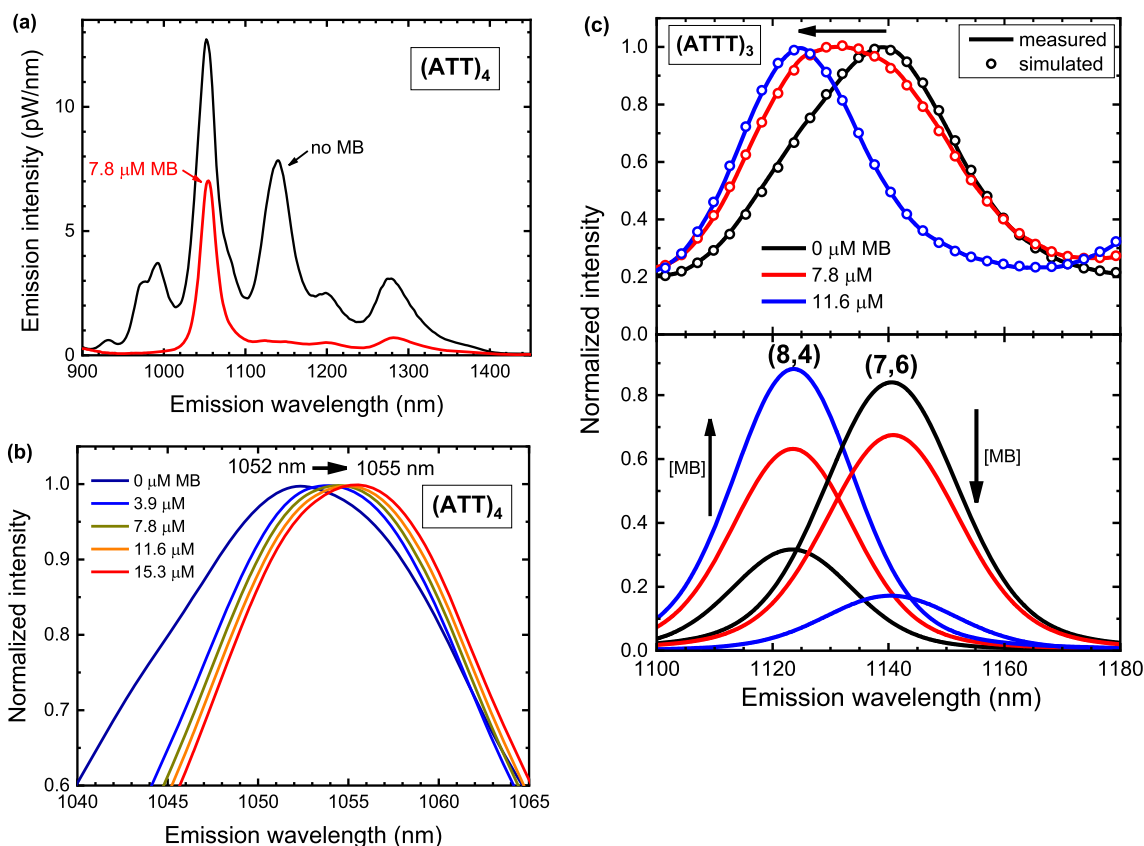 (a)
(ATT)4
no MB
7.8 μM MB
Emission intensity (pW/nm)
10
5
0
900 1000 1100 1200 1300 1400
Emission wavelength (nm)
(b)
1052 nm 1055 nm
(ATT)4
0 μM MB
3.9 μM
7.8 μM
11.6 μM
15.3 μM
Normalized intensity
1.0
0.9
0.8
0.7
0.6
1040 1045 1050 1055 1060 1065
Emission wavelength (nm)
(c)
(ATTT)3
measured
simulated
1.0
0.8
0.6
0.4
0.2
0.0
0 μM MB
7.8 μM
11.6 μM
Normalized intensity
(8,4) (7,6)
[MB] [MB]
0.8
0.6
0.4
0.2
0.0
1100 1120 1140 1160 1180
Emission wavelength (nm)